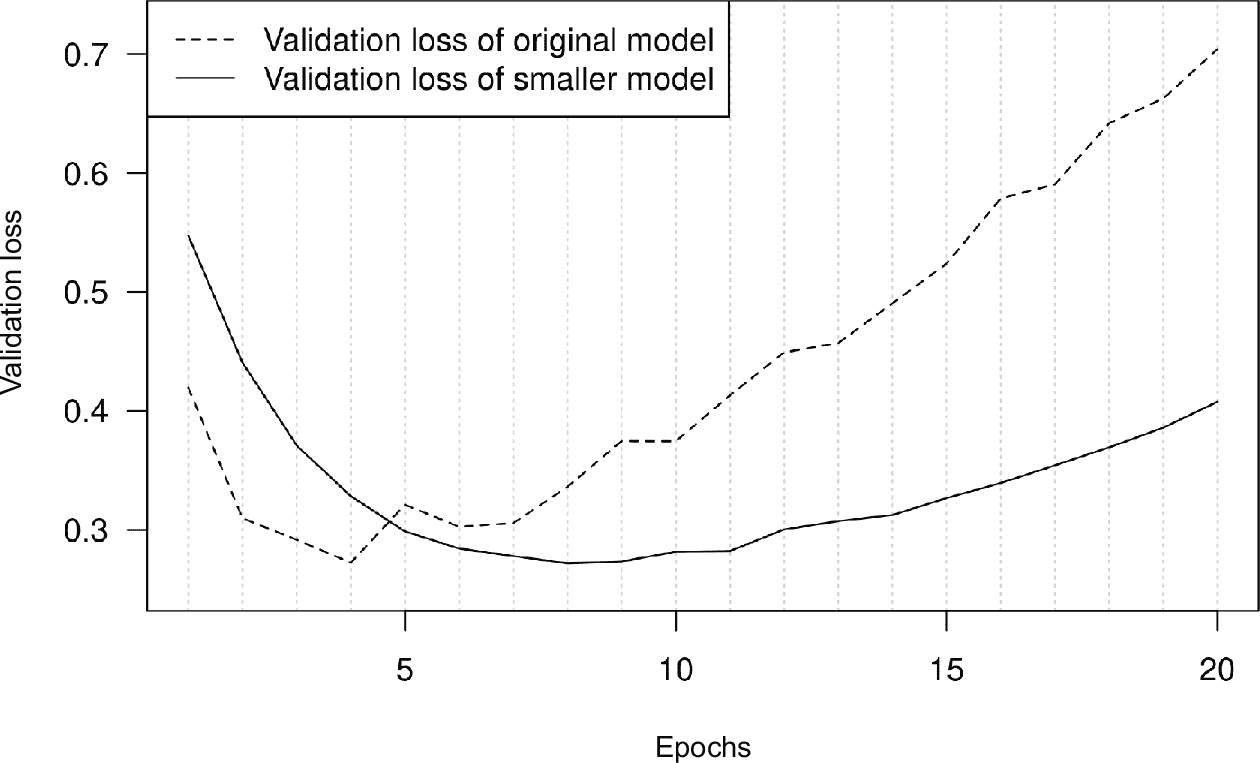 Validation loss of original model
Validation loss of smaller model
0.7
0.6
0.5
0.4
0.3
Validation loss
5 10 15 20
Epochs